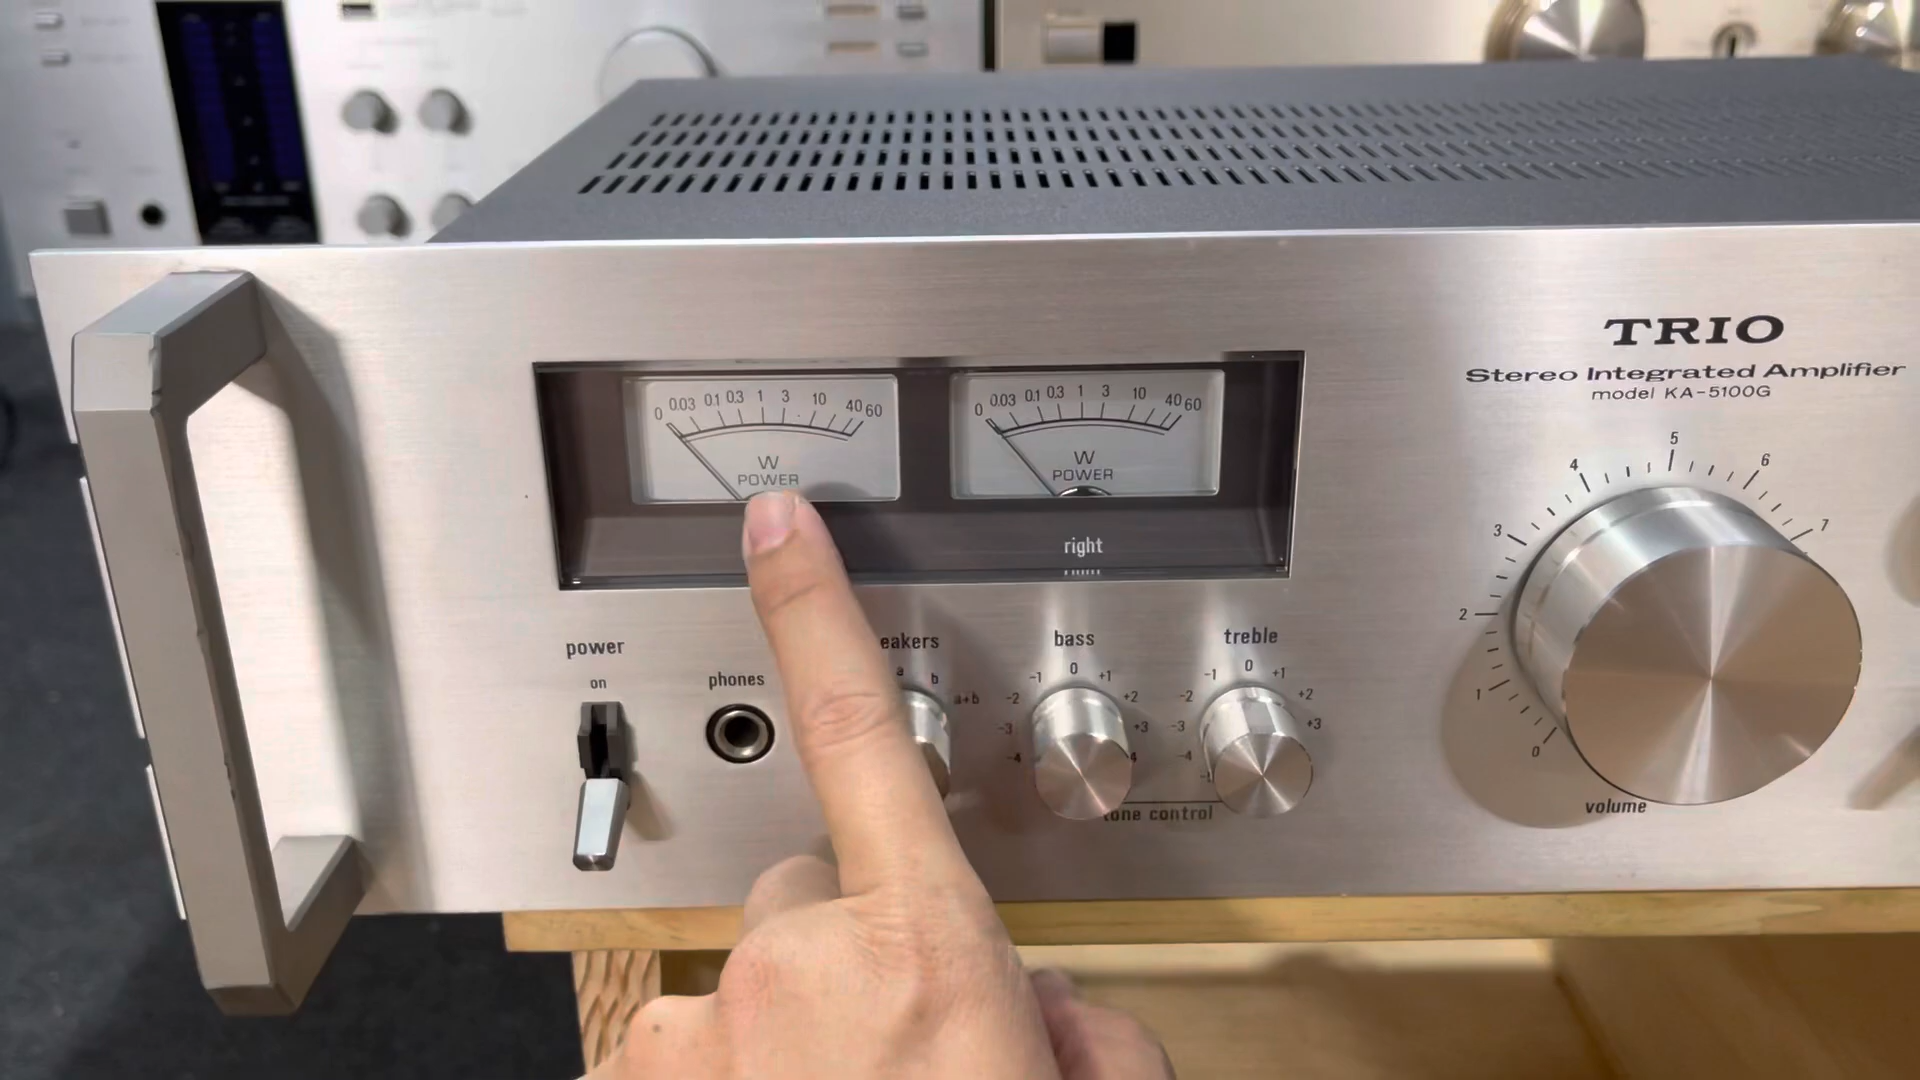 TRIO
Stereo Integrated Amplifier
model KA-5100G
0 0.03 0.1 0.3 1 3 10 40 60
W
POWER
0 0.03 0.1 0.3 1 3 10 40 60
W
POWER
right
power
on
phones
eakers
a b a+b
bass
-4 -3 -2 -1 0 +1 +2 +3 4
treble
-4 -3 -2 -1 0 +1 +2 +3
tone control
0 1 2 3 4 5 6 7
volume